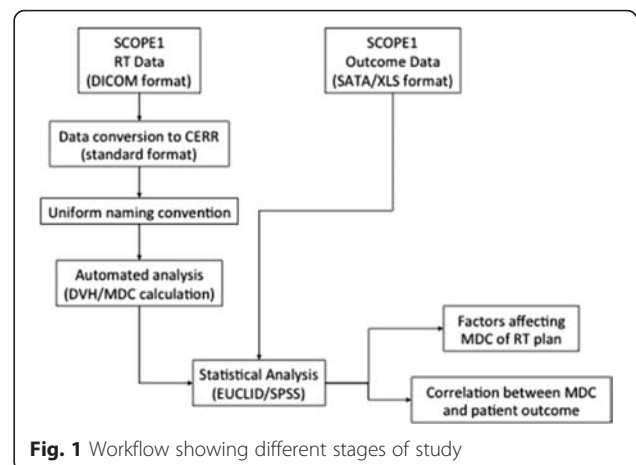 SCOPE1
RT Data
(DICOM format)
SCOPE1
Outcome Data
(SATA/XLS format)
Data conversion to CERR
(standard format)
Uniform naming convention
Automated analysis
(DVH/MDC calculation)
Statistical Analysis
(EUCLID/SPSS)
Factors affecting
MDC of RT plan
Correlation between MDC
and patient outcome
Fig. 1 Workflow showing different stages of study